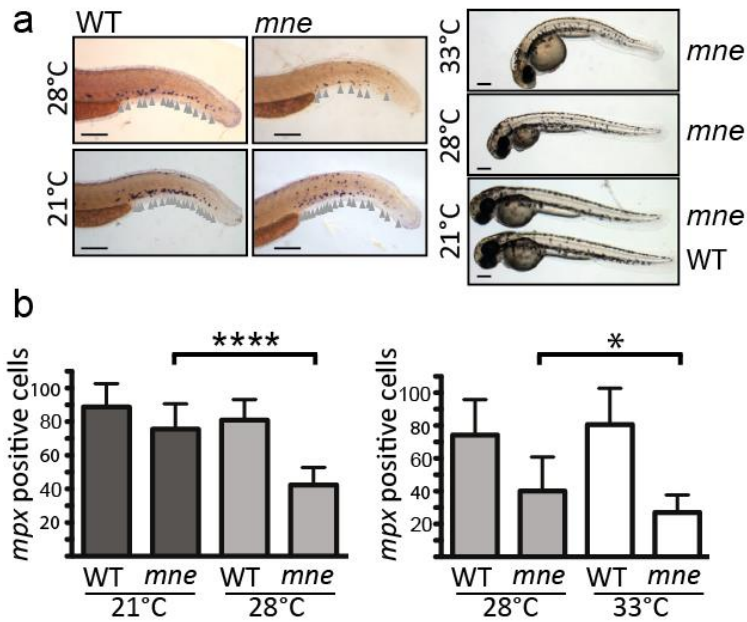 a
WT mne
28°C
21°C
33°C mne
28°C mne
21°C mne
WT
b
****
mpx positive cells
100
80
60
40
20
WT mne WT mne
21°C 28°C
*
mpx positive cells
100
80
60
40
20
WT mne WT mne
28°C 33°C